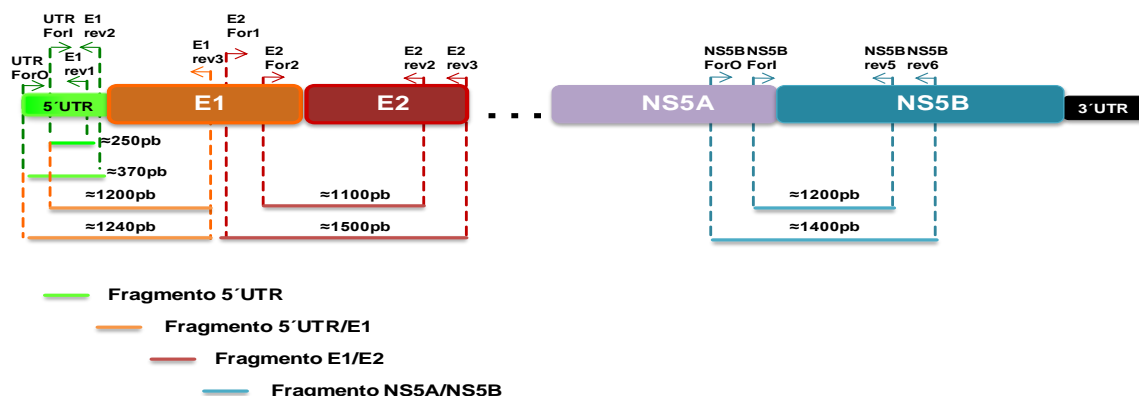 UTR
ForI
E1
rev2
E2
For1
UTR
ForO
E1
rev1
E1
rev3
E2
For2
E2
rev2
E2
rev3
NS5B
ForO
NS5B
ForI
NS5B
rev5
NS5B
rev6
5´UTR
E1
E2
. . .
NS5A
NS5B
3´UTR
≈250pb
≈370pb
≈1200pb
≈1100pb
≈1200pb
≈1240pb
≈1500pb
≈1400pb
Fragmento 5´UTR
Fragmento 5´UTR/E1
Fragmento E1/E2
Fragmento NS5A/NS5B